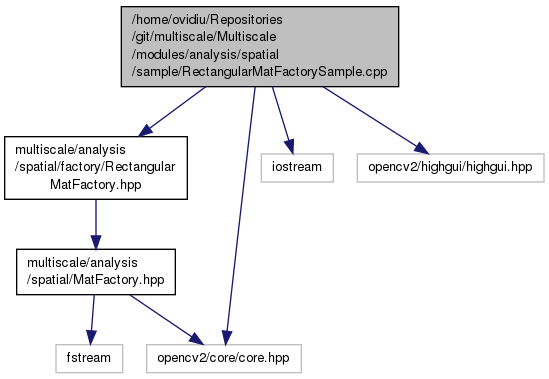 /home/ovidiu/Repositories
/git/multiscale/Multiscale
/modules/analysis/spatial
/sample/RectangularMatFactorySample.cpp
multiscale/analysis
/spatial/factory/Rectangular
MatFactory.hpp
iostream
opencv2/highgui/highgui.hpp
multiscale/analysis
/spatial/MatFactory.hpp
fstream
opencv2/core/core.hpp